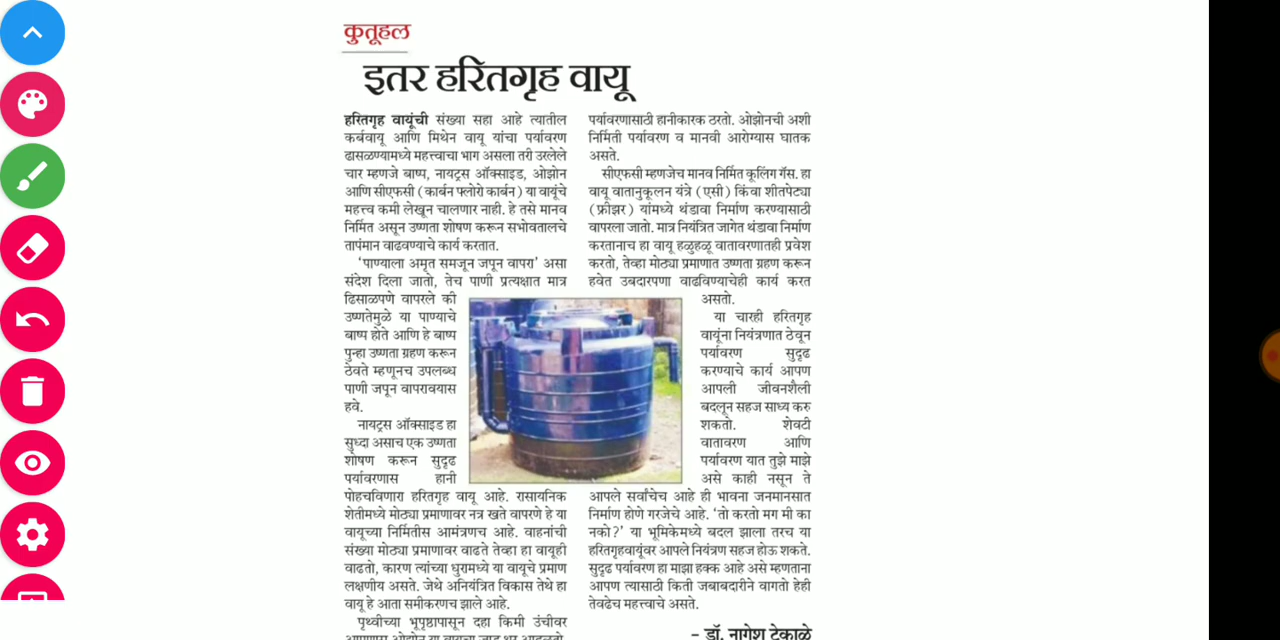 कुतूहल
इतर हरितगृह वायू
हरितगृह वायूंची संख्या सहा आहे त्यातील
कर्बवायू आणि मिथेन वायू यांचा पर्यावरण
ढासळण्यामध्ये महत्त्वाचा भाग असला तरी उरलेले
चार म्हणजे बाष्प, नायट्रस ऑक्साइड, ओझोन
आणि सीएफसी (कार्बन फ्लोरो कार्बन) या वायूंचे
महत्त्व कमी लेखून चालणार नाही. हे तसे मानव
निर्मित असून उष्णता शोषण करून सभोवतालचे
तापंमान वाढवण्याचे कार्य करतात.
'पाण्याला अमृत समजून जपून वापरा' असा
संदेश दिला जातो, तेच पाणी प्रत्यक्षात मात्र
ढिसाळपणे वापरले की
उष्णतेमुळे या पाण्याचे
बाष्प होते आणि हे बाष्प
पुन्हा उष्णता ग्रहण करून
ठेवते म्हणूनच उपलब्ध
पाणी जपून वापरावयास
हवे.
नायट्रस ऑक्साइड हा
सुध्दा असाच एक उष्णता
शोषण करून सुदृढ
पर्यावरणास हानी
पोहचविणारा हरितगृह वायू आहे. रासायनिक
शेतीमध्ये मोठ्या प्रमाणावर नत्र खते वापरणे हे या
वायूच्या निर्मितीस आमंत्रणच आहे. वाहनांची
संख्या मोठ्या प्रमाणावर वाढते तेव्हा हा वायूही
वाढतो, कारण त्यांच्या धुरामध्ये या वायूचे प्रमाण
लक्षणीय असते. जेथे अनियंत्रित विकास तेथे हा
वायू हे आता समीकरणच झाले आहे.
पृथ्वीच्या भूपृष्ठापासून दहा किमी उंचीवर
पर्यावरणासाठी हानीकारक ठरतो. ओझोनची अशी
निर्मिती पर्यावरण व मानवी आरोग्यास घातक
असते.
सीएफसी म्हणजेच मानव निर्मित कूलिंग गॅस. हा
वायू वातानुकूलन यंत्रे (एसी) किंवा शीतपेट्या
(फ्रीझर) यांमध्ये थंडावा निर्माण करण्यासाठी
वापरला जातो. मात्र नियंत्रित जागेत थंडावा निर्माण
करतानाच हा वायू हळुहळू वातावरणातही प्रवेश
करतो, तेव्हा मोठ्या प्रमाणात उष्णता ग्रहण करून
हवेत उबदारपणा वाढविण्याचेही कार्य करत
असतो.
या चारही हरितगृह
वायूंना नियंत्रणात ठेवून
पर्यावरण सुदृढ
करण्याचे कार्य आपण
आपली जीवनशैली
बदलून सहज साध्य करु
शकतो. शेवटी
वातावरण आणि
पर्यावरण यात तुझे माझे
असे काही नसून ते
आपले सर्वांचेच आहे ही भावना जनमानसात
निर्माण होणे गरजेचे आहे. 'तो करतो मग मी का
नको?' या भूमिकेमध्ये बदल झाला तरच या
हरितगृहवायूंवर आपले नियंत्रण सहज होऊ शकते.
सुदृढ पर्यावरण हा माझा हक्क आहे असे म्हणताना
आपण त्यासाठी किती जबाबदारीने वागतो हेही
तेवढेच महत्त्वाचे असते.
- डॉ. नागेश टेकाळे